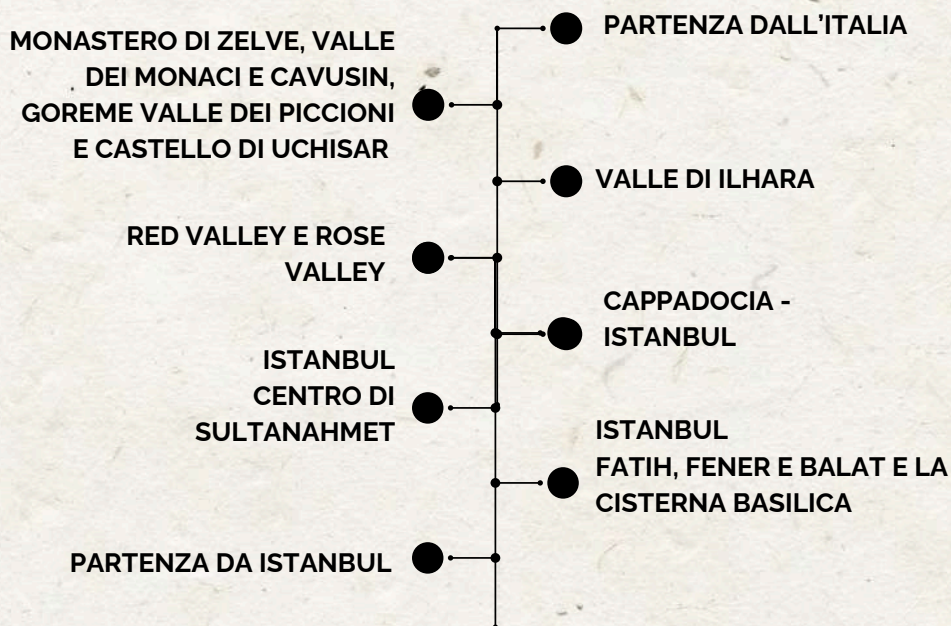 PARTENZA DALL'ITALIA
MONASTERO DI ZELVE, VALLE
DEI MONACI E CAVUSIN,
GOREME VALLE DEI PICCIONI
E CASTELLO DI UCHISAR
VALLE DI ILHARA
RED VALLEY E ROSE
VALLEY
CAPPADOCIA -
ISTANBUL
ISTANBUL
CENTRO DI
SULTANAHMET
ISTANBUL
FATIH, FENER E BALAT E LA
CISTERNA BASILICA
PARTENZA DA ISTANBUL